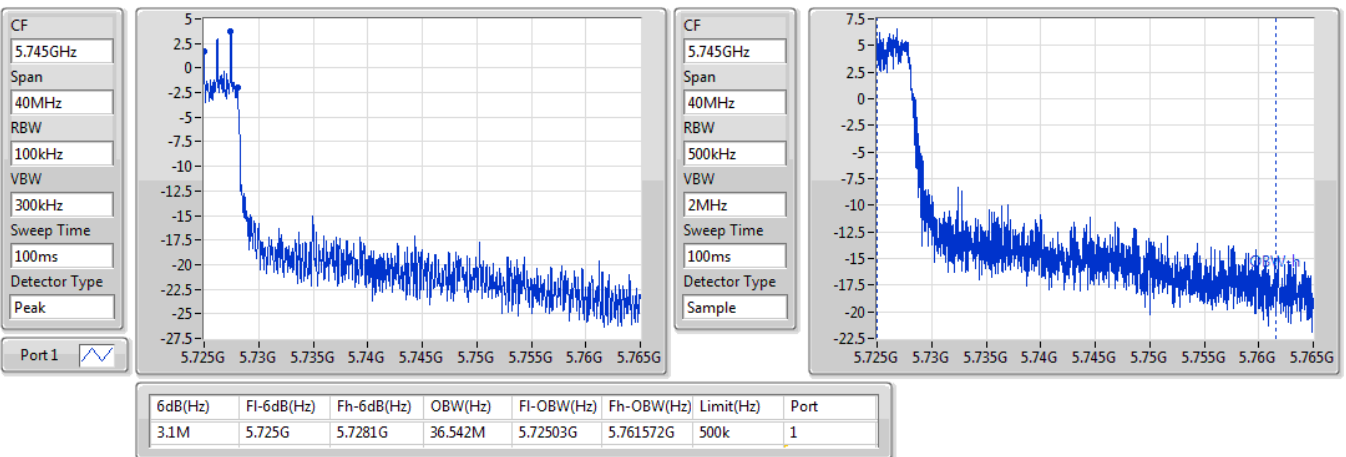 CF
5.745GHz
Span
40MHz
RBW
100kHz
VBW
300kHz
Sweep Time
100ms
Detector Type
Peak
Port 1
5
2.5
0
-2.5
-5
-7.5
-10
-12.5
-15
-17.5
-20
-22.5
-25
-27.5
5.725G 5.73G 5.735G 5.74G 5.745G 5.75G 5.755G 5.76G 5.765G
CF
5.745GHz
Span
40MHz
RBW
500kHz
VBW
2MHz
Sweep Time
100ms
Detector Type
Sample
7.5
5
2.5
0
-2.5
-5
-7.5
-10
-12.5
-15
-17.5
-20
-22.5
OBW-h
5.725G 5.73G 5.735G 5.74G 5.745G 5.75G 5.755G 5.76G 5.765G
6dB(Hz) Fl-6dB(Hz) Fh-6dB(Hz) OBW(Hz) Fl-OBW(Hz) Fh-OBW(Hz) Limit(Hz) Port
3.1M 5.725G 5.7281G 36.542M 5.72503G 5.761572G 500k 1